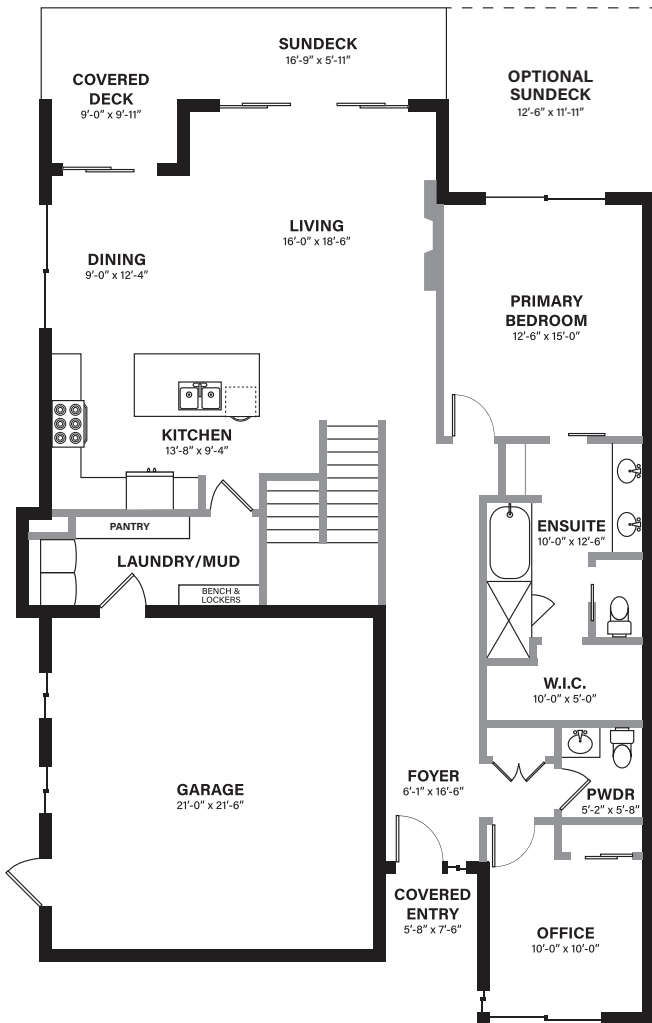 SUNDECK
16'-9" x 5'-11"
COVERED
DECK
9'-0" x 9'-11"
OPTIONAL
SUNDECK
12'-6" x 11'-11"
LIVING
16'-0" x 18'-6"
DINING
9'-0" x 12'-4"
PRIMARY
BEDROOM
12'-6" x 15'-0"
KITCHEN
13'-8" x 9'-4"
PANTRY
ENSUITE
10'-0" x 12'-6"
LAUNDRY/MUD
BENCH &
LOCKERS
W.I.C.
10'-0" x 5'-0"
FOYER
6'-1" x 16'-6"
GARAGE
21'-0" x 21'-6"
PWDR
5'-2" x 5'-8"
COVERED
ENTRY
5'-8" x 7'-6"
OFFICE
10'-0" x 10'-0"